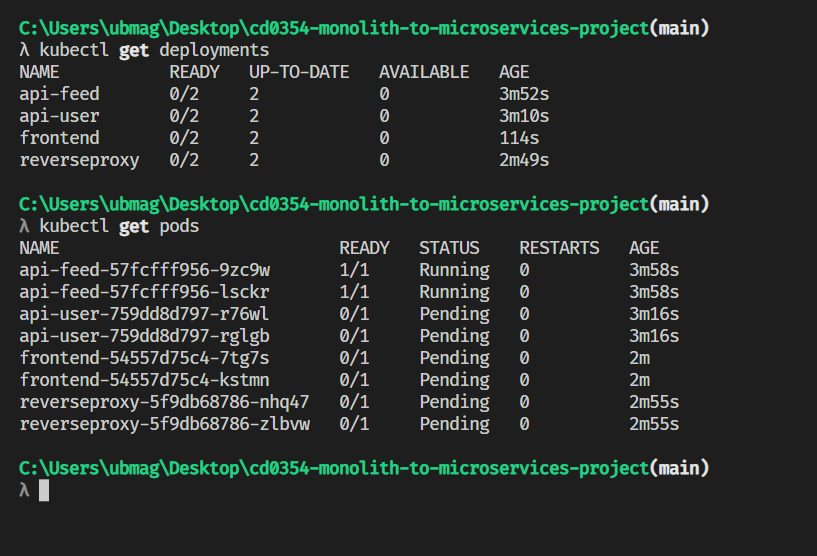 C:\Users\ubmag\Desktop\cd0354-monolith-to-microservices-project(main)
λ kubectl get deployments
NAME           READY   UP-TO-DATE   AVAILABLE   AGE
api-feed       0/2     2            0           3m52s
api-user       0/2     2            0           3m10s
frontend       0/2     2            0           114s
reverseproxy   0/2     2            0           2m49s
C:\Users\ubmag\Desktop\cd0354-monolith-to-microservices-project(main)
λ kubectl get pods
NAME                            READY   STATUS    RESTARTS   AGE
api-feed-57fcfff956-9zc9w       1/1     Running   0          3m58s
api-feed-57fcfff956-lsckr       1/1     Running   0          3m58s
api-user-759dd8d797-r76wl       0/1     Pending   0          3m16s
api-user-759dd8d797-rglgb       0/1     Pending   0          3m16s
frontend-54557d75c4-7tg7s       0/1     Pending   0          2m
frontend-54557d75c4-kstmn       0/1     Pending   0          2m
reverseproxy-5f9db68786-nhq47   0/1     Pending   0          2m55s
reverseproxy-5f9db68786-zlbvw   0/1     Pending   0          2m55s
C:\Users\ubmag\Desktop\cd0354-monolith-to-microservices-project(main)
λ